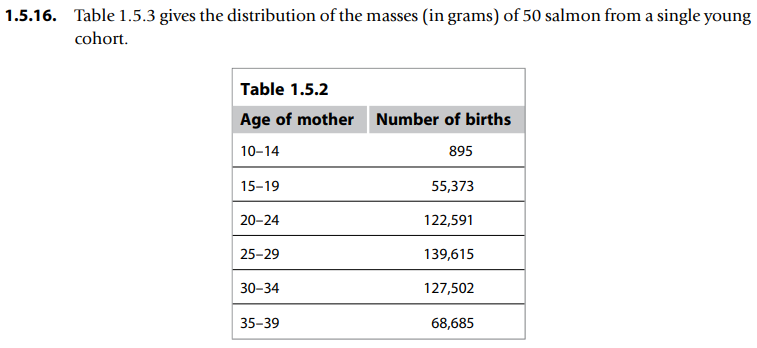 1.5.16. Table 1.5.3 gives the distribution of the masses (in grams) of 50 salmon from a single young
cohort.
Table 1.5.2
Age of mother Number of births
10–14 895
15–19 55,373
20–24 122,591
25–29 139,615
30–34 127,502
35–39 68,685